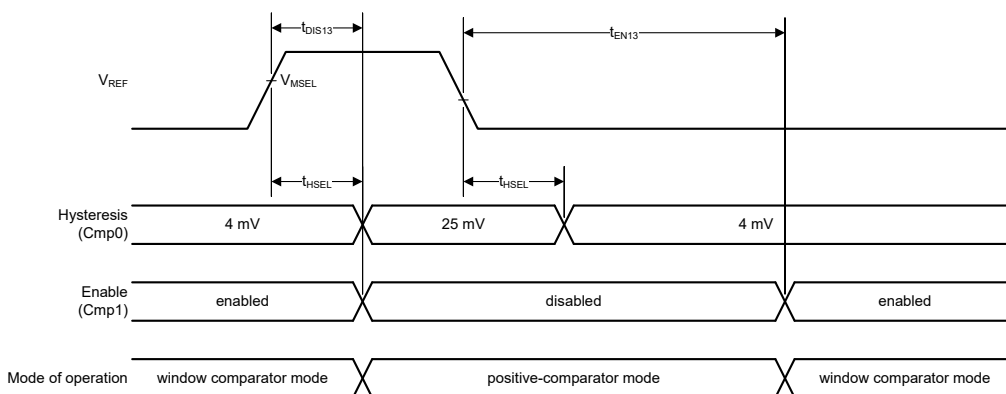 tDIS13
tEN13
VREF
VMSEL
tHSEL
tHSEL
Hysteresis
(Cmp0)
4 mV
25 mV
4 mV
Enable
(Cmp1)
enabled
disabled
enabled
Mode of operation
window comparator mode
positive-comparator mode
window comparator mode